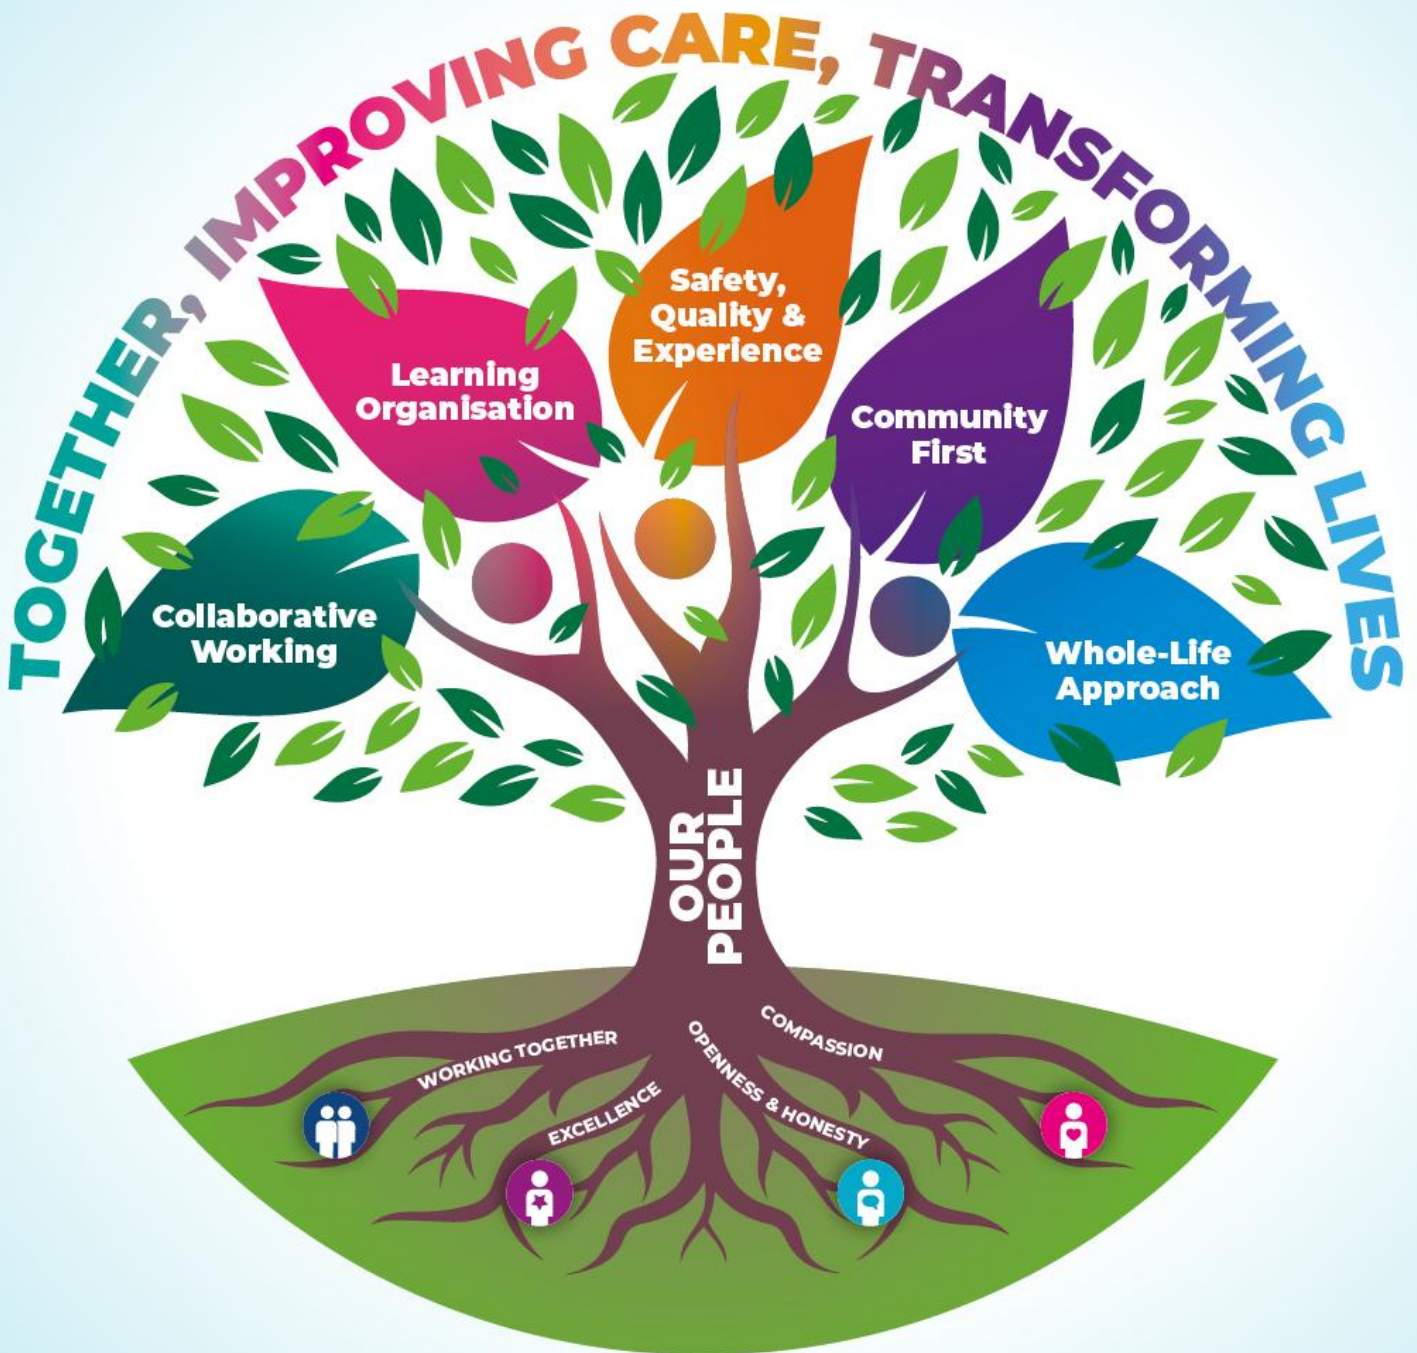 TOGETHER, IMPROVING CARE, TRANSFORMING LIVES
Safety,
Quality &
Experience
Learning
Organisation
Community
First
Collaborative
Working
Whole-Life
Approach
OUR
PEOPLE
WORKING TOGETHER
EXCELLENCE
OPENNESS & HONESTY
COMPASSION